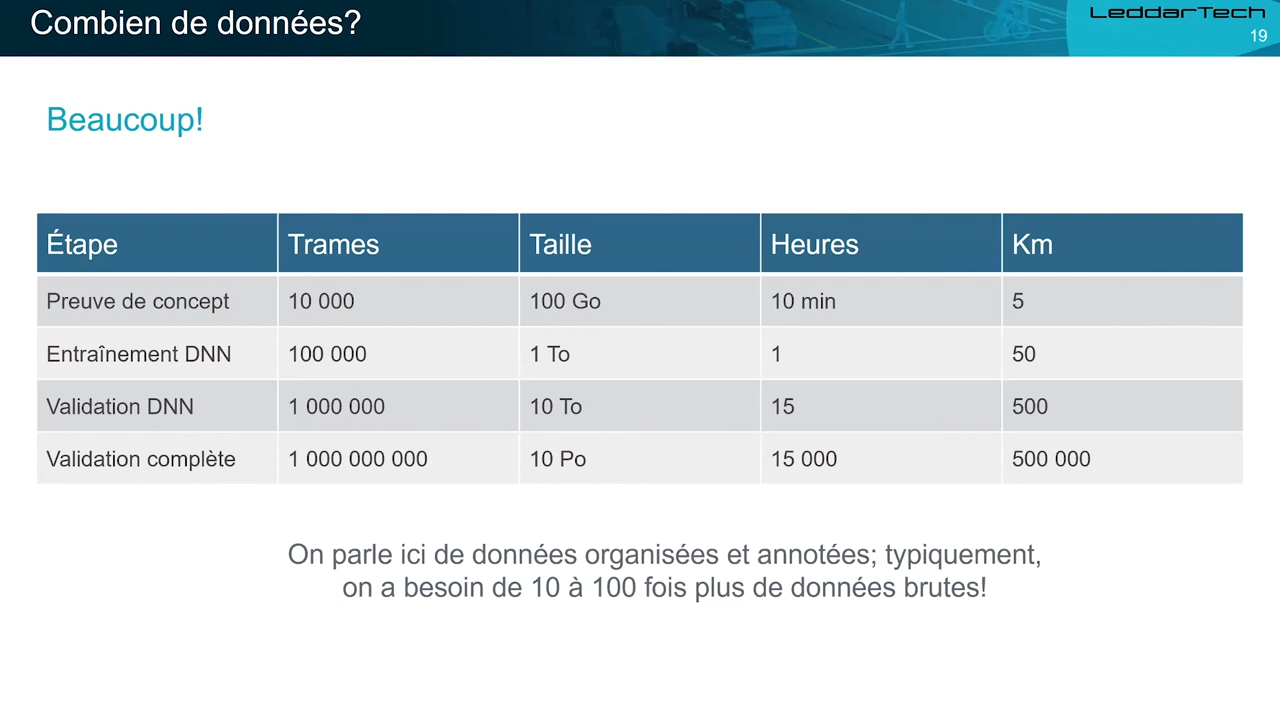 Combien de données?
LeddarTech
19
Beaucoup!
Étape Trames Taille Heures Km
Preuve de concept 10 000 100 Go 10 min 5
Entraînement DNN 100 000 1 To 1 50
Validation DNN 1 000 000 10 To 15 500
Validation complète 1 000 000 000 10 Po 15 000 500 000
On parle ici de données organisées et annotées; typiquement,
on a besoin de 10 à 100 fois plus de données brutes!